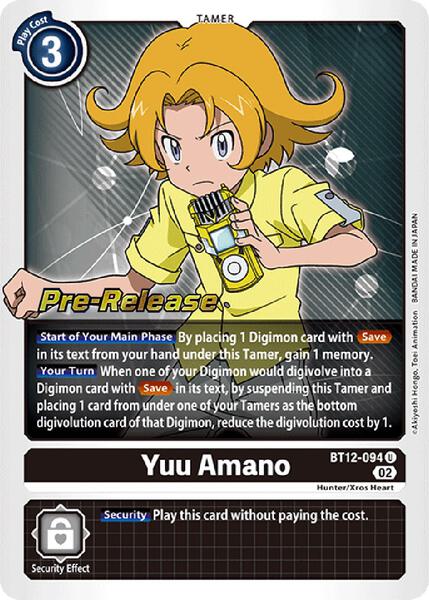 TAMER
Play Cost
3
Pre-Release
Start of Your Main Phase By placing 1 Digimon card with Save
in its text from your hand under this Tamer, gain 1 memory.
Your Turn When one of your Digimon would digivolve into a
Digimon card with Save in its text, by suspending this Tamer and
placing 1 card from under one of your Tamers as the bottom
digivolution card of that Digimon, reduce the digivolution cost by 1.
©Akiyoshi Hongo, Toei Animation BANDAI MADE IN JAPAN
Yuu Amano
BT12-094 U
02
Hunter/Xros Heart
Security Play this card without paying the cost.
Security Effect